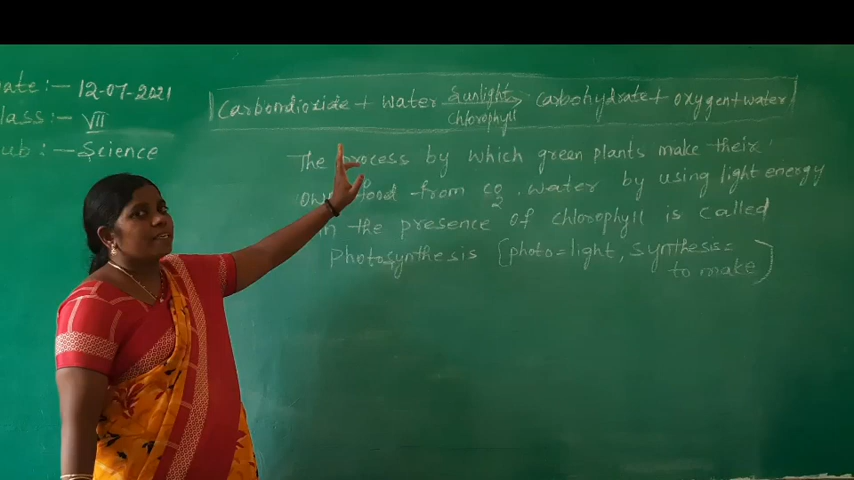 ate :- 12-07-2021
lass :- VII
ub :- Science
Carbondioxide + water sunlight chlorophyll → carbohydrate + oxygen + water
The process by which green plants make their
own food from CO2 . water by using light energy
in the presence of chlorophyll is called
photosynthesis {photo = light, synthesis =
to make}